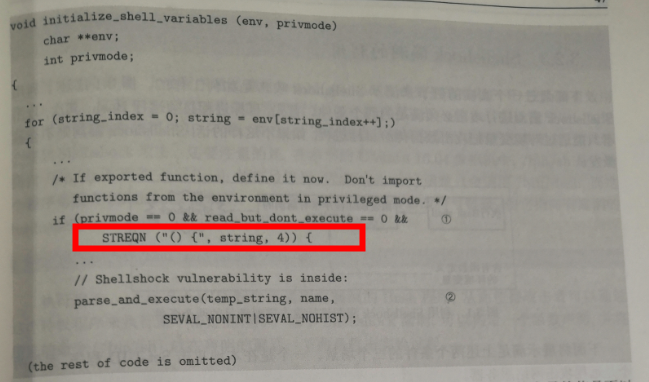 void initialize_shell_variables (env, privmode)
char **env;
int privmode;
{
...
for (string_index = 0; string = env[string_index++];)
{
...
/* If exported function, define it now. Don't import
functions from the environment in privileged mode. */
if (privmode == 0 && read_but_dont_execute == 0 && ①
STREQN ("() {", string, 4)) {
...
// Shellshock vulnerability is inside:
parse_and_execute(temp_string, name, ②
SEVAL_NONINT|SEVAL_NOHIST);
(the rest of code is omitted)